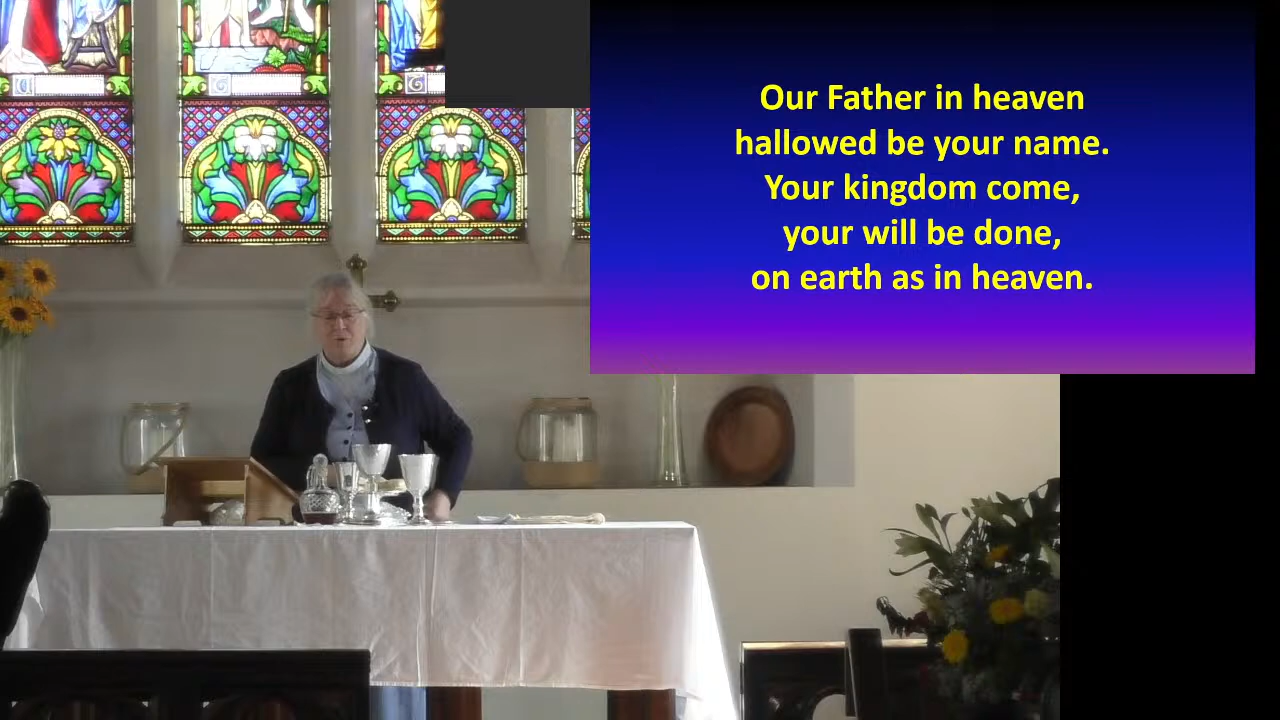 Our Father in heaven
hallowed be your name.
Your kingdom come,
your will be done,
on earth as in heaven.